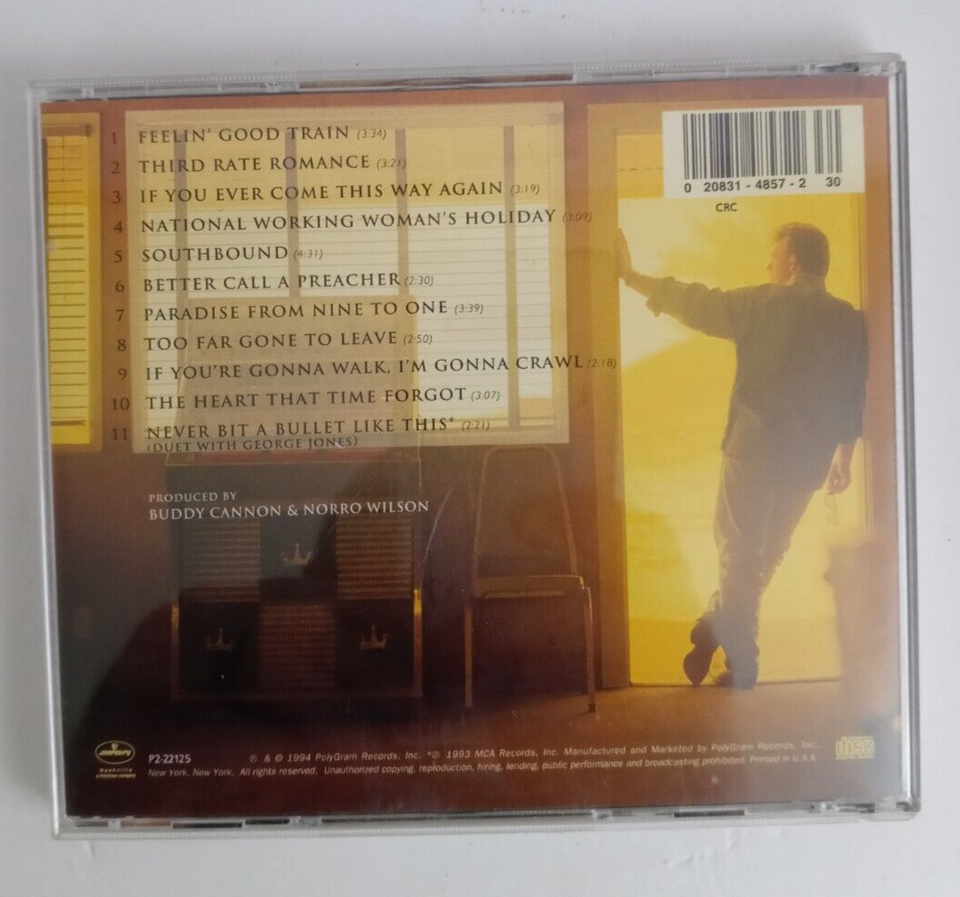 1 FEELIN' GOOD TRAIN (3:34)
2 THIRD RATE ROMANCE (3:21)
3 IF YOU EVER COME THIS WAY AGAIN (3:19)
4 NATIONAL WORKING WOMAN'S HOLIDAY (3:09)
5 SOUTHBOUND (4:31)
6 BETTER CALL A PREACHER (2:30)
7 PARADISE FROM NINE TO ONE (3:39)
8 TOO FAR GONE TO LEAVE (2:50)
9 IF YOU'RE GONNA WALK, I'M GONNA CRAWL (2:18)
10 THE HEART THAT TIME FORGOT (3:07)
11 NEVER BIT A BULLET LIKE THIS* (2:21)
(DUET WITH GEORGE JONES)
PRODUCED BY
BUDDY CANNON & NORRO WILSON
0 20831 - 4857 - 2 30
CRC
mercury
Nashville
P2-22125
℗ & © 1994 PolyGram Records, Inc. *℗ 1993 MCA Records, Inc. Manufactured and Marketed by PolyGram Records, Inc.,
New York, New York. All rights reserved. Unauthorized copying, reproduction, hiring, lending, public performance and broadcasting prohibited. Printed in U.S.A.
disc